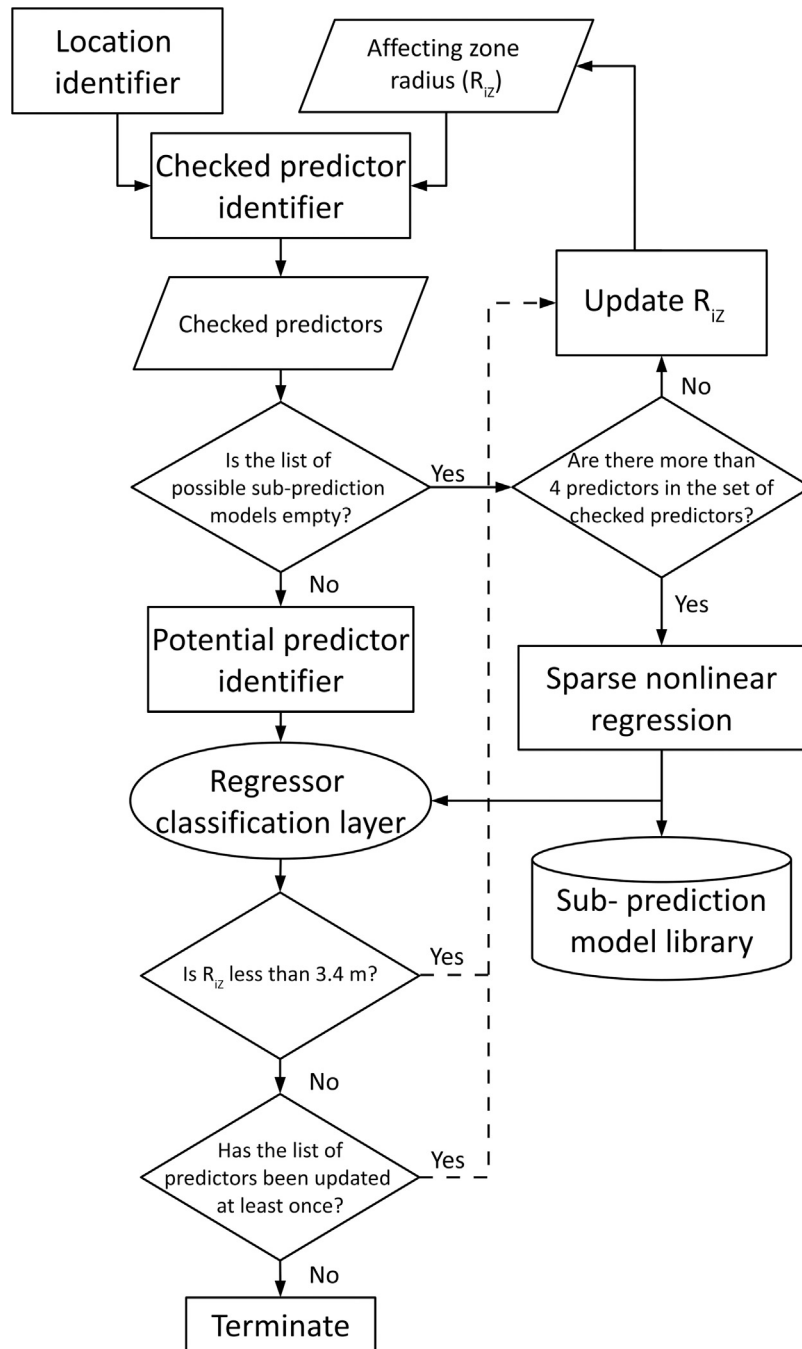 Location
identifier
Affecting zone
radius (R_iZ)
Checked predictor
identifier
Checked predictors
Update R_iZ
No
Is the list of
possible sub-prediction
models empty?
Yes
Are there more than
4 predictors in the set of
checked predictors?
No
Yes
Potential predictor
identifier
Sparse nonlinear
regression
Regressor
classification layer
Sub- prediction
model library
Is R_iZ less than 3.4 m?
Yes
No
Has the list of
predictors been updated
at least once?
Yes
No
Terminate